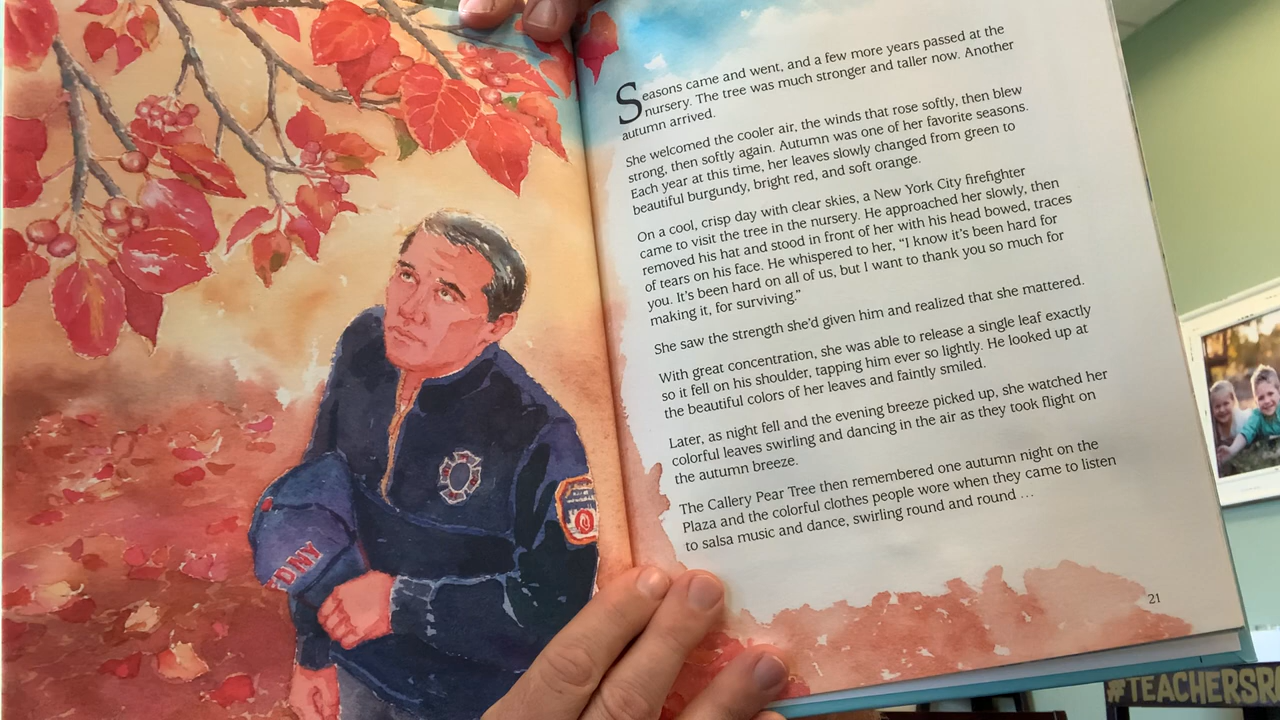 Seasons came and went, and a few more years passed at the
nursery. The tree was much stronger and taller now. Another
autumn arrived.
She welcomed the cooler air, the winds that rose softly, then blew
strong, then softly again. Autumn was one of her favorite seasons.
Each year at this time, her leaves slowly changed from green to
beautiful burgundy, bright red, and soft orange.
On a cool, crisp day with clear skies, a New York City firefighter
came to visit the tree in the nursery. He approached her slowly, then
removed his hat and stood in front of her with his head bowed, traces
of tears on his face. He whispered to her, “I know it’s been hard for
you. It’s been hard on all of us, but I want to thank you so much for
making it, for surviving.”
She saw the strength she’d given him and realized that she mattered.
With great concentration, she was able to release a single leaf exactly
so it fell on his shoulder, tapping him ever so lightly. He looked up at
the beautiful colors of her leaves and faintly smiled.
Later, as night fell and the evening breeze picked up, she watched her
colorful leaves swirling and dancing in the air as they took flight on
the autumn breeze.
The Callery Pear Tree then remembered one autumn night on the
Plaza and the colorful clothes people wore when they came to listen
to salsa music and dance, swirling round and round …
21
FDNY
#TEACHERSR